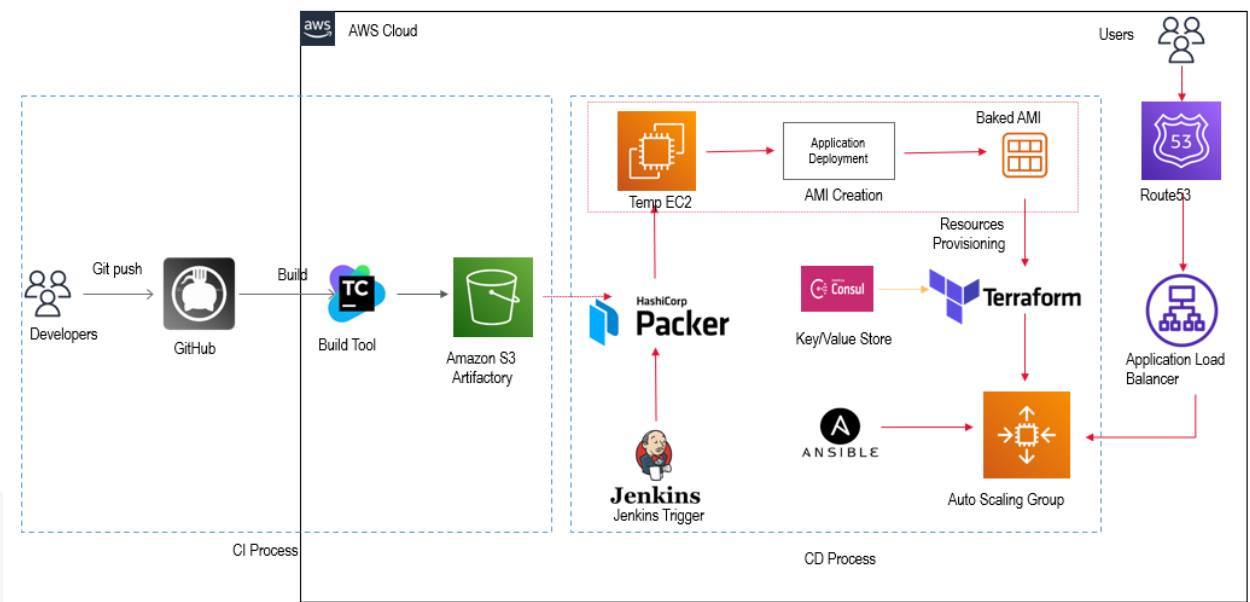 aws
AWS Cloud
Users
Baked AMI
Application
Deployment
53
Temp EC2
AMI Creation
Route53
Resources
Provisioning
Git push
Build
TC
Consul
Terraform
HashiCorp
Packer
Developers
GitHub
Build Tool
Amazon S3
Artifactory
Key/Value Store
Application Load
Balancer
ANSIBLE
Jenkins
Jenkins Trigger
Auto Scaling Group
CI Process
CD Process